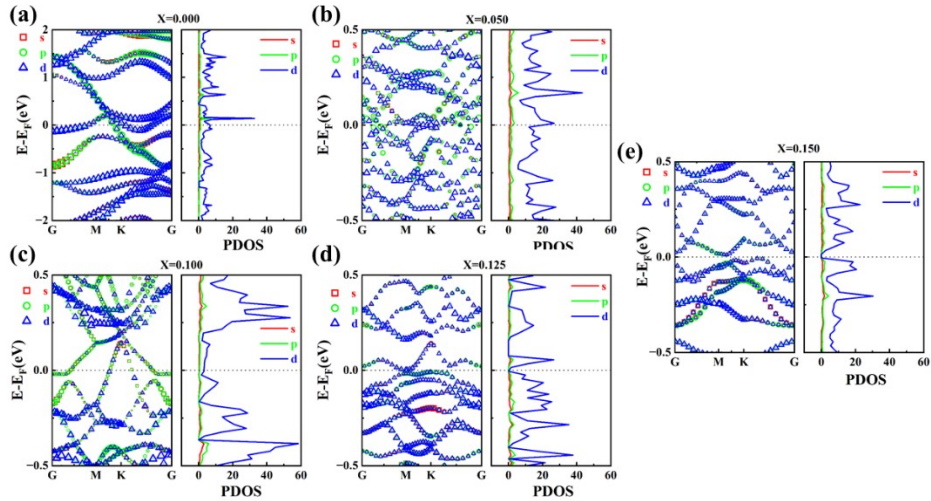 (a)
X=0.000
s
p
d
E-E_F(eV)
2
1
0
−1
−2
G M K G
s
p
d
0 20 40 60
PDOS
(b)
X=0.050
s
p
d
E-E_F(eV)
0.5
0.0
−0.5
G M K G
s
p
d
0 20 40 60
PDOS
(c)
X=0.100
s
p
d
E-E_F(eV)
0.5
0.0
−0.5
G M K G
s
p
d
0 20 40 60
PDOS
(d)
X=0.125
s
p
d
E-E_F(eV)
0.5
0.0
−0.5
G M K G
s
p
d
0 20 40 60
PDOS
(e)
X=0.150
s
p
d
E-E_F(eV)
0.5
0.0
−0.5
G M K G
s
p
d
0 20 40 60
PDOS